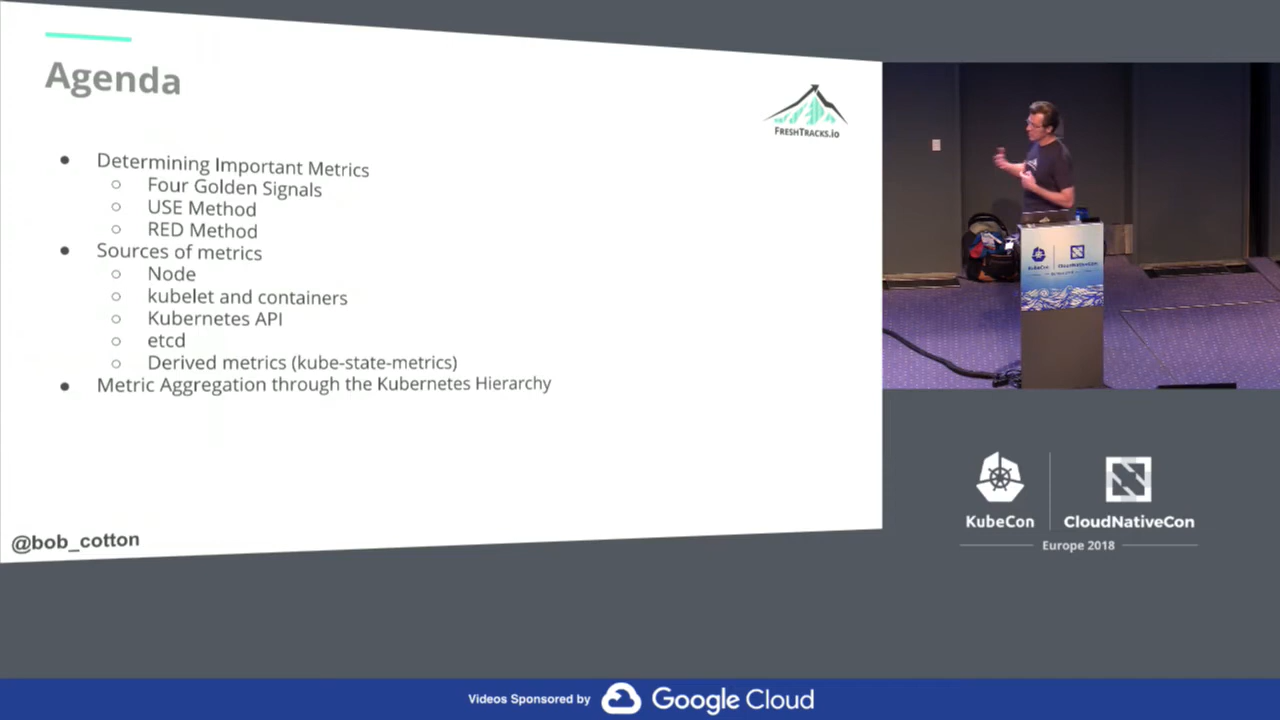 Agenda
FRESHTRACKS.IO
● Determining Important Metrics
○ Four Golden Signals
○ USE Method
○ RED Method
● Sources of metrics
○ Node
○ kubelet and containers
○ Kubernetes API
○ etcd
○ Derived metrics (kube-state-metrics)
● Metric Aggregation through the Kubernetes Hierarchy
@bob_cotton
KubeCon
CloudNativeCon
KubeCon
CloudNativeCon
Europe 2018
Videos Sponsored by
Google Cloud